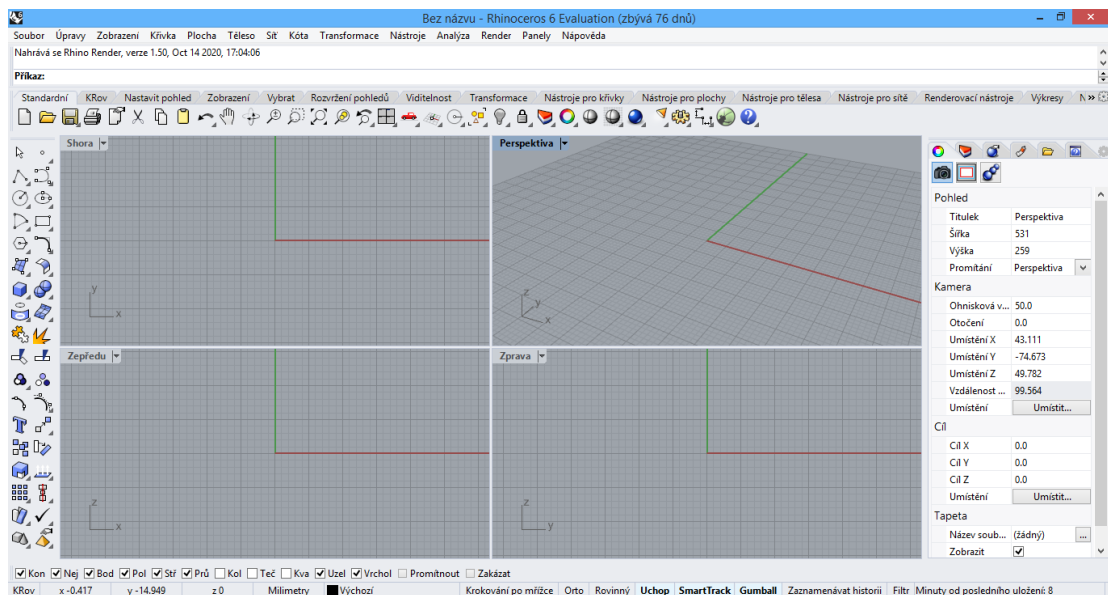 Bez názvu - Rhinoceros 6 Evaluation (zbývá 76 dnů)
Soubor Úpravy Zobrazení Křivka Plocha Těleso Síť Kóta Transformace Nástroje Analýza Render Panely Nápověda
Nahrává se Rhino Render, verze 1.50, Oct 14 2020, 17:04:06
Příkaz:
Standardní KRov Nastavit pohled Zobrazení Vybrat Rozvržení pohledů Viditelnost Transformace Nástroje pro křivky Nástroje pro plochy Nástroje pro tělesa Nástroje pro sítě Renderovací nástroje Výkresy N »
Shora
y
x
Perspektiva
z
y
x
Zepředu
z
x
Zprava
z
y
Pohled
Titulek Perspektiva
Šířka 531
Výška 259
Promítání Perspektiva
Kamera
Ohnisková v... 50.0
Otočení 0.0
Umístění X 43.111
Umístění Y -74.673
Umístění Z 49.782
Vzdálenost ... 99.564
Umístění Umístit...
Cíl
Cíl X 0.0
Cíl Y 0.0
Cíl Z 0.0
Umístění Umístit...
Tapeta
Název soub... (žádný) ...
Zobrazit
Kon Nej Bod Pol Stř Prů Kol Teč Kva Uzel Vrchol Promítnout Zakázat
KRov x -0.417 y -14.949 z 0 Milimetry Výchozí Krokování po mřížce Orto Rovinný Uchop SmartTrack Gumball Zaznamenávat historii Filtr Minuty od posledního uložení: 8